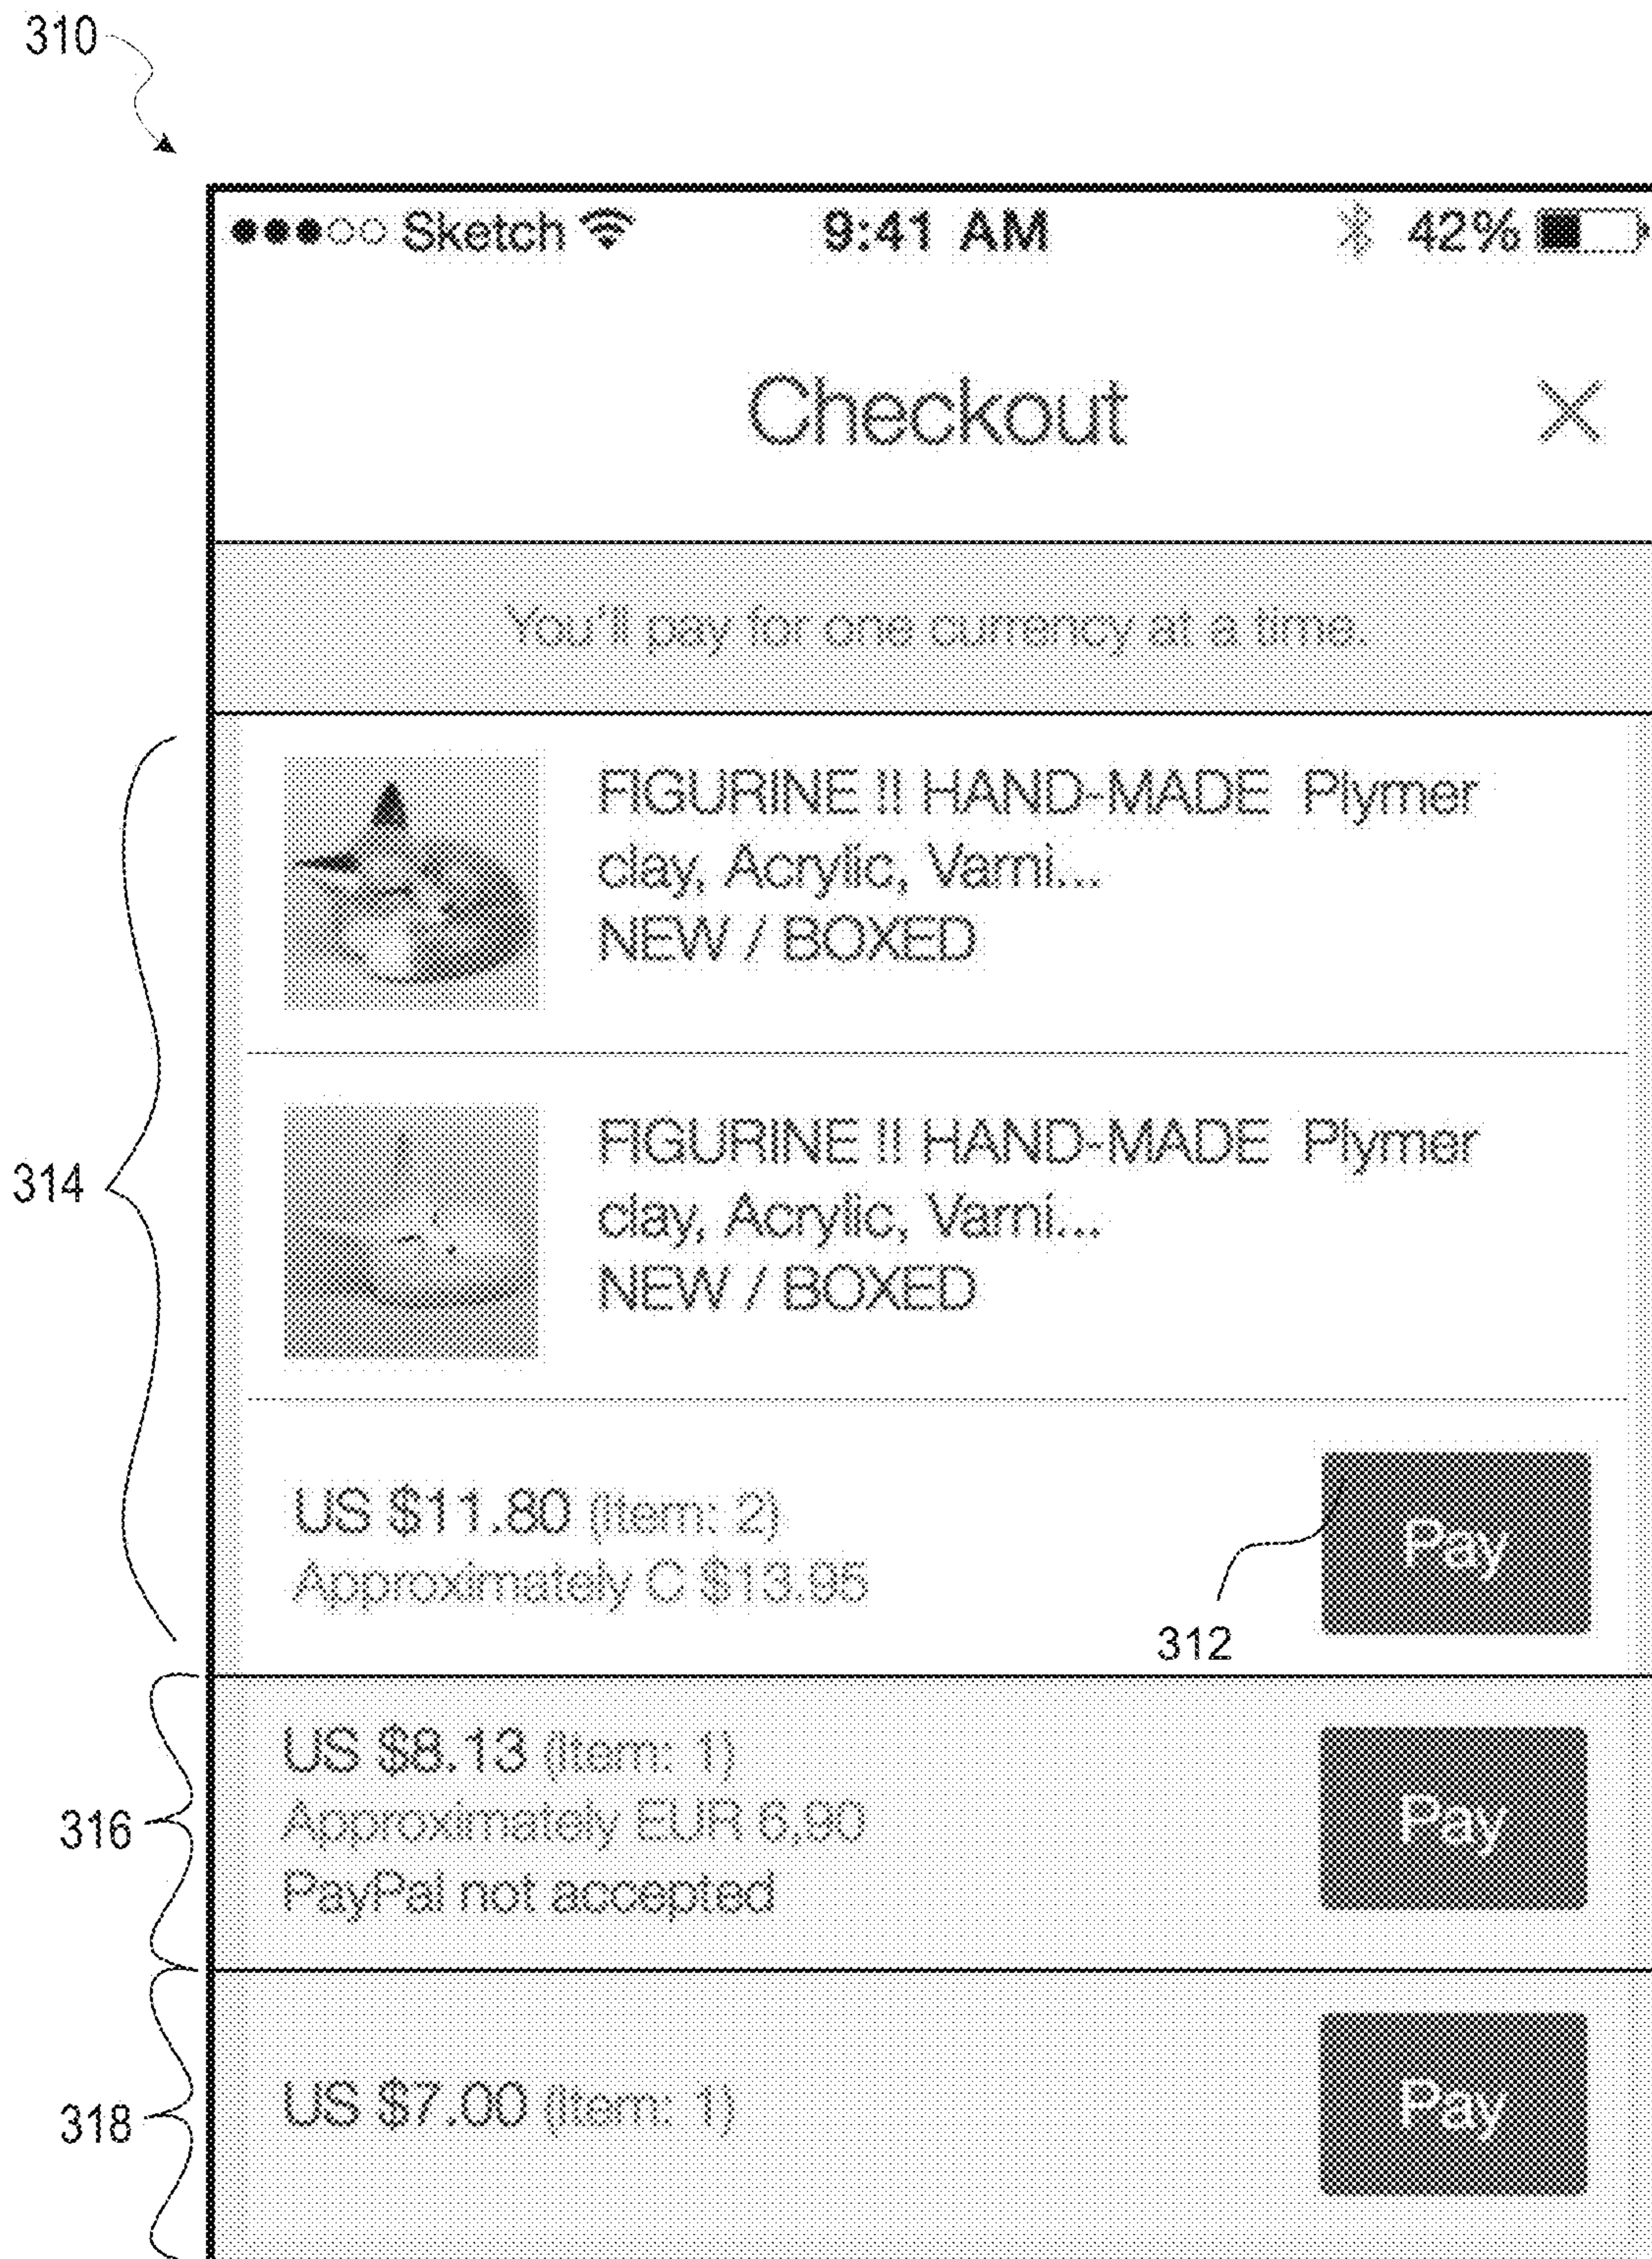 310
Sketch 9:41 AM 42%
Checkout
You'll pay for one currency at a time.
FIGURINE !! HAND-MADE Plymer
clay, Acrylic, Varni...
NEW / BOXED
314
FIGURINE !! HAND-MADE Plymer
clay, Acrylic, Varni...
NEW / BOXED
US $11.80 (Item: 2)
Approximately C $13.95
Pay
312
316
US $8.13 (Item: 1)
Approximately EUR 6,90
PayPal not accepted
Pay
318
US $7.00 (Item: 1)
Pay